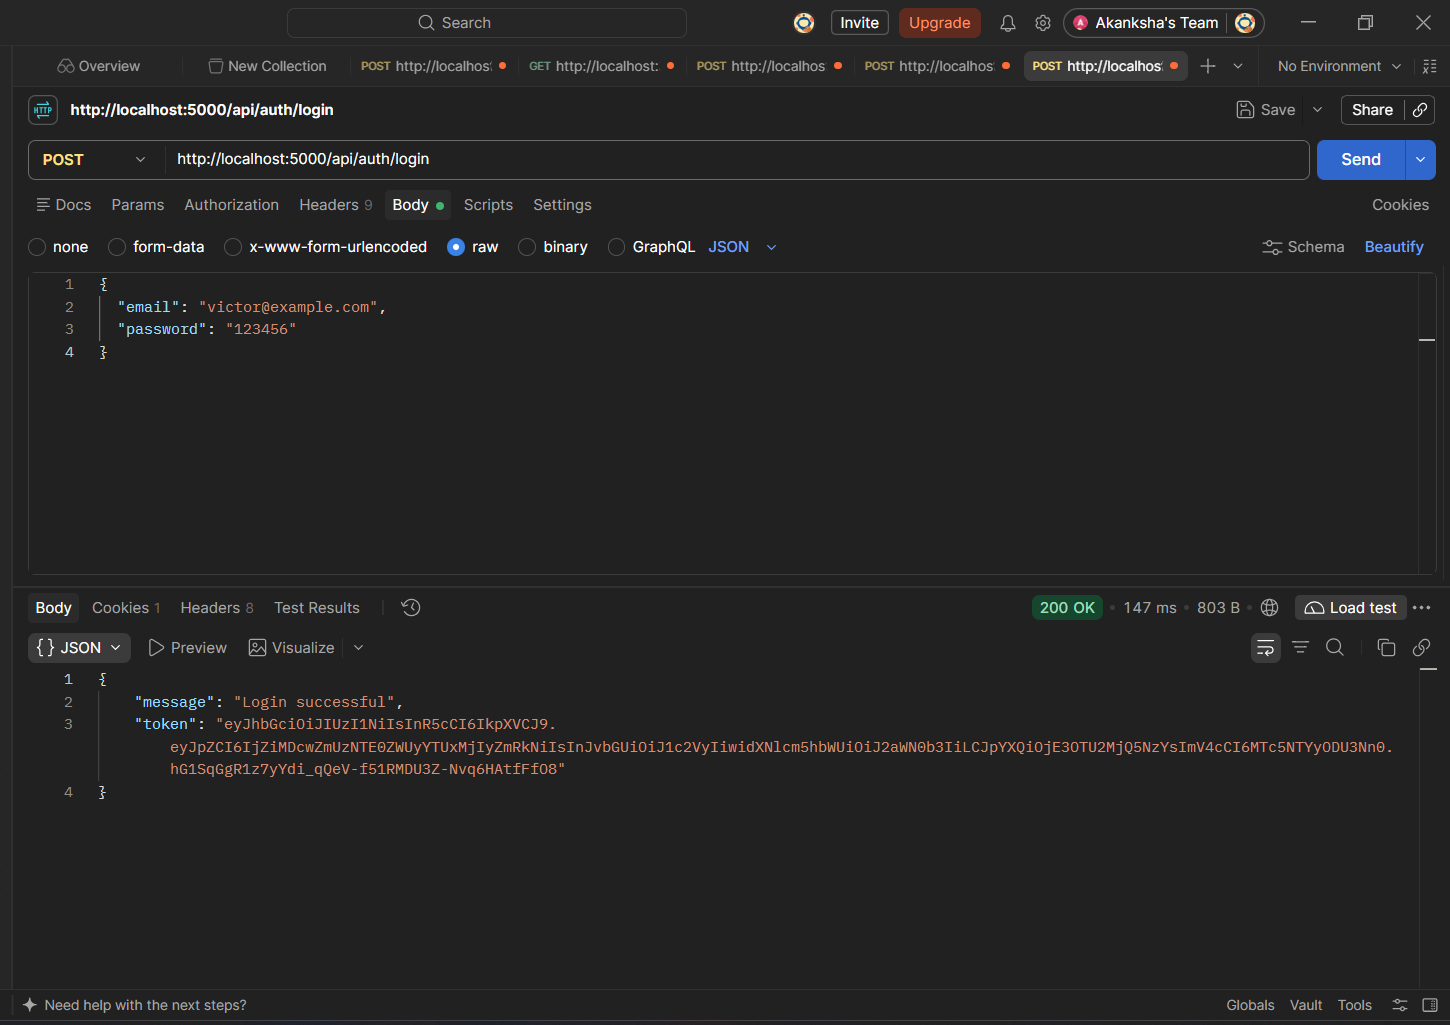 Search
Invite
Upgrade
A Akanksha's Team
Overview
New Collection
POST http://localhos
GET http://localhost:
POST http://localhos
POST http://localhos
POST http://localhos
No Environment
HTTP http://localhost:5000/api/auth/login
Save
Share
POST http://localhost:5000/api/auth/login
Send
Docs Params Authorization Headers 9 Body Scripts Settings
Cookies
none form-data x-www-form-urlencoded raw binary GraphQL JSON
Schema Beautify
1 {
2 "email": "victor@example.com",
3 "password": "123456"
4 }
Body Cookies 1 Headers 8 Test Results
200 OK • 147 ms • 803 B
Load test
{} JSON Preview Visualize
1 {
2 "message": "Login successful",
3 "token": "eyJhbGciOiJIUzI1NiIsInR5cCI6IkpXVCJ9.
eyJpZCI6IjZiMDcwZmUzNTE0ZWUyYTUxMjIyZmRkNiIsInJvbGUiOiJ1c2VyIiwidXNlcm5hbWUiOiJ2aWN0b3IiLCJpYXQiOjE3OTU2MjQ5NzYsImV4cCI6MTc5NTYyODU3Nn0.
hG1SqGgR1z7yYdi_qQeV-f51RMDU3Z-Nvq6HAtfFfO8"
4 }
Need help with the next steps?
Globals Vault Tools